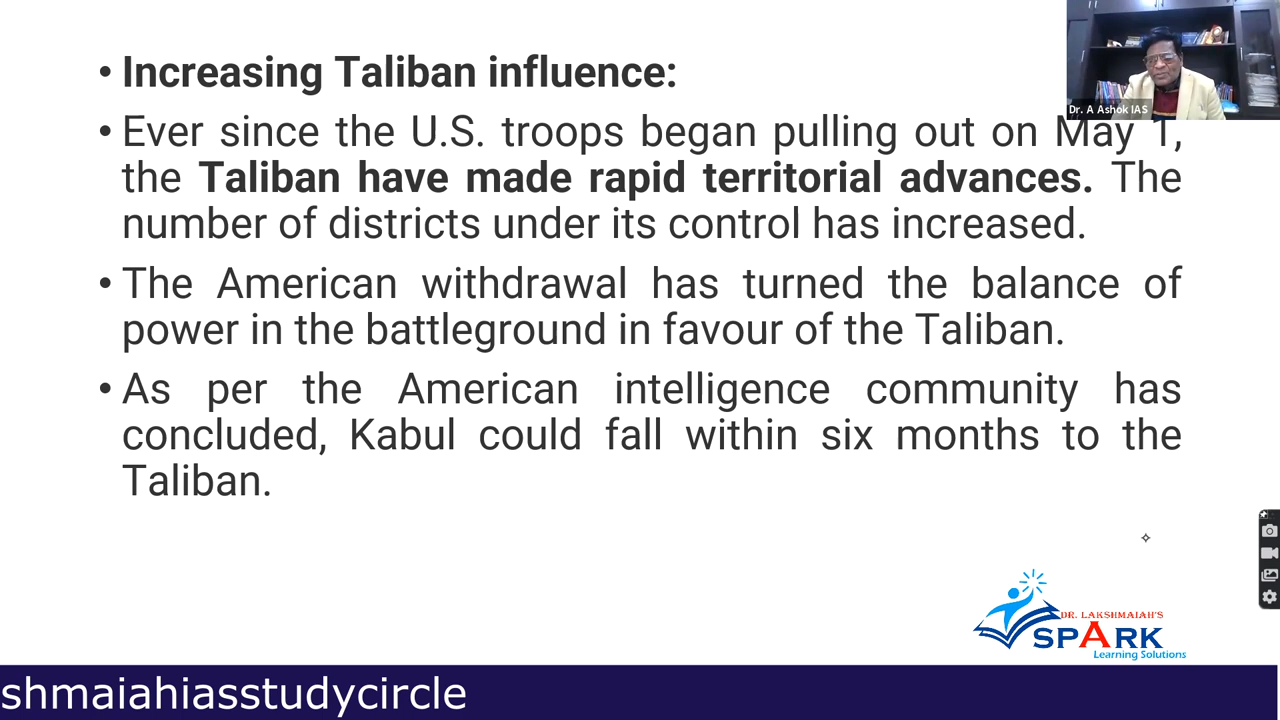 • Increasing Taliban influence:
• Ever since the U.S. troops began pulling out on May 1,
the Taliban have made rapid territorial advances. The
number of districts under its control has increased.
• The American withdrawal has turned the balance of
power in the battleground in favour of the Taliban.
• As per the American intelligence community has
concluded, Kabul could fall within six months to the
Taliban.
Dr. A Ashok IAS
DR. LAKSHMAIAH'S
SPARK
Learning Solutions
shmaiahiasstudycircle